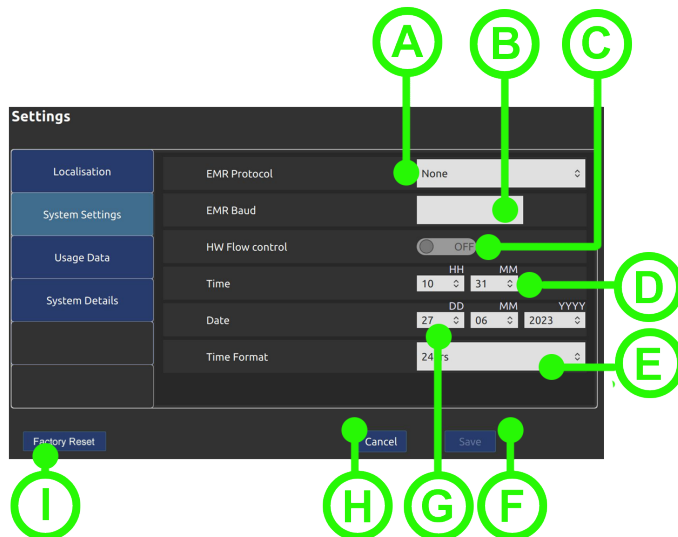 A B C
Settings
Localisation
EMR Protocol None
System Settings
EMR Baud
HW Flow control OFF
Usage Data
HH MM
Time 10 31
D
System Details
DD MM YYYY
Date 27 06 2023
Time Format
E
Factory Reset Cancel Save
I H G F